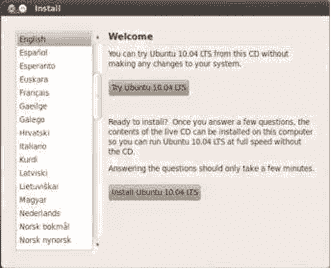 Install
English
Español
Esperanto
Euskara
Français
Gaeilge
Galego
Hrvatski
Italiano
Kurdî
Latviski
Lietuviškai
Magyar
Nederlands
Norsk bokmål
Norsk nynorsk
Welcome
You can try Ubuntu 10.04 LTS from this CD without
making any changes to your system.
Try Ubuntu 10.04 LTS
Ready to install? Once you answer a few questions, the
contents of the live CD can be installed on this computer
so you can run Ubuntu 10.04 LTS at full speed without
the CD.
Answering the questions should only take a few minutes.
Install Ubuntu 10.04 LTS